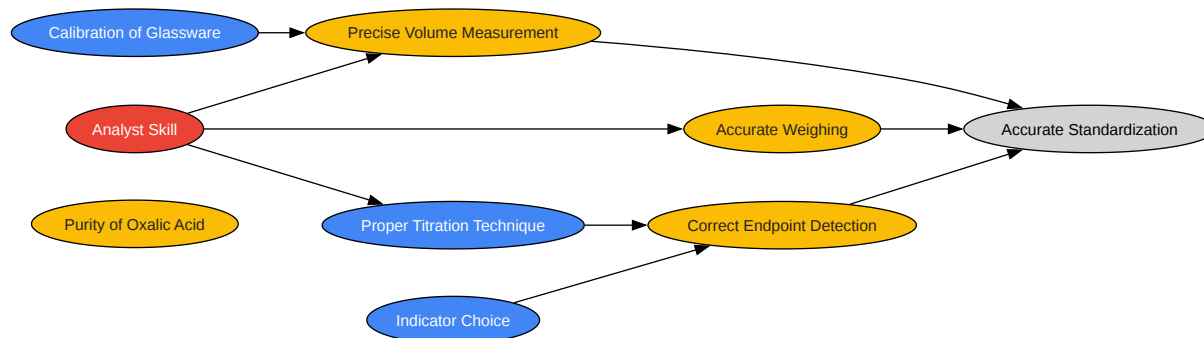 Calibration of Glassware
Precise Volume Measurement
Analyst Skill
Accurate Weighing
Accurate Standardization
Purity of Oxalic Acid
Proper Titration Technique
Correct Endpoint Detection
Indicator Choice